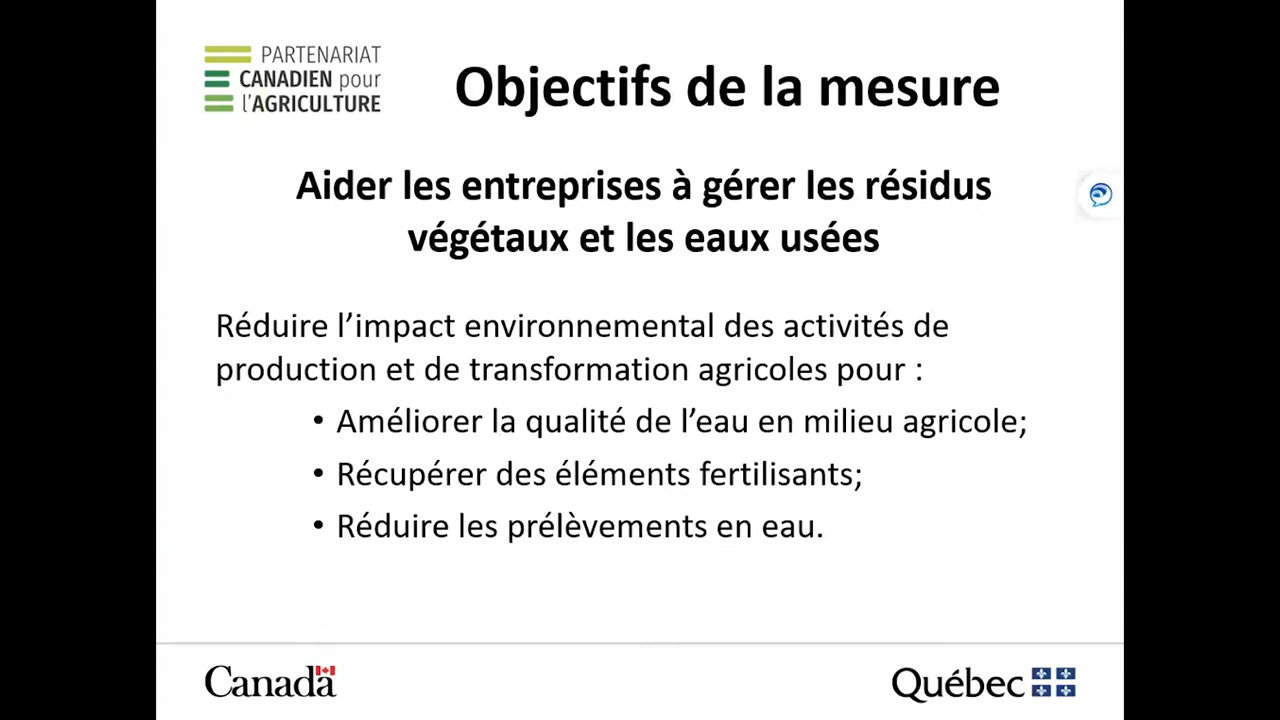 PARTENARIAT
CANADIEN pour
l'AGRICULTURE
Objectifs de la mesure
Aider les entreprises à gérer les résidus
végétaux et les eaux usées
Réduire l’impact environnemental des activités de
production et de transformation agricoles pour :
• Améliorer la qualité de l’eau en milieu agricole;
• Récupérer des éléments fertilisants;
• Réduire les prélèvements en eau.
Canada
Québec